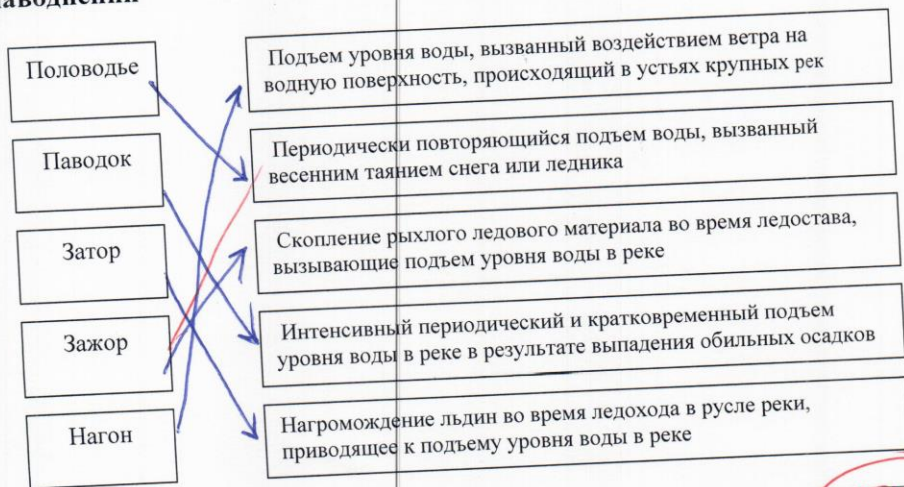 Половодье
Подъем уровня воды, вызванный воздействием ветра на
водную поверхность, происходящий в устьях крупных рек
Паводок
Периодически повторяющийся подъем воды, вызванный
весенним таянием снега или ледника
Затор
Скопление рыхлого ледового материала во время ледостава,
вызывающие подъем уровня воды в реке
Зажор
Интенсивный периодический и кратковременный подъем
уровня воды в реке в результате выпадения обильных осадков
Нагон
Нагромождение льдин во время ледохода в русле реки,
приводящее к подъему уровня воды в реке